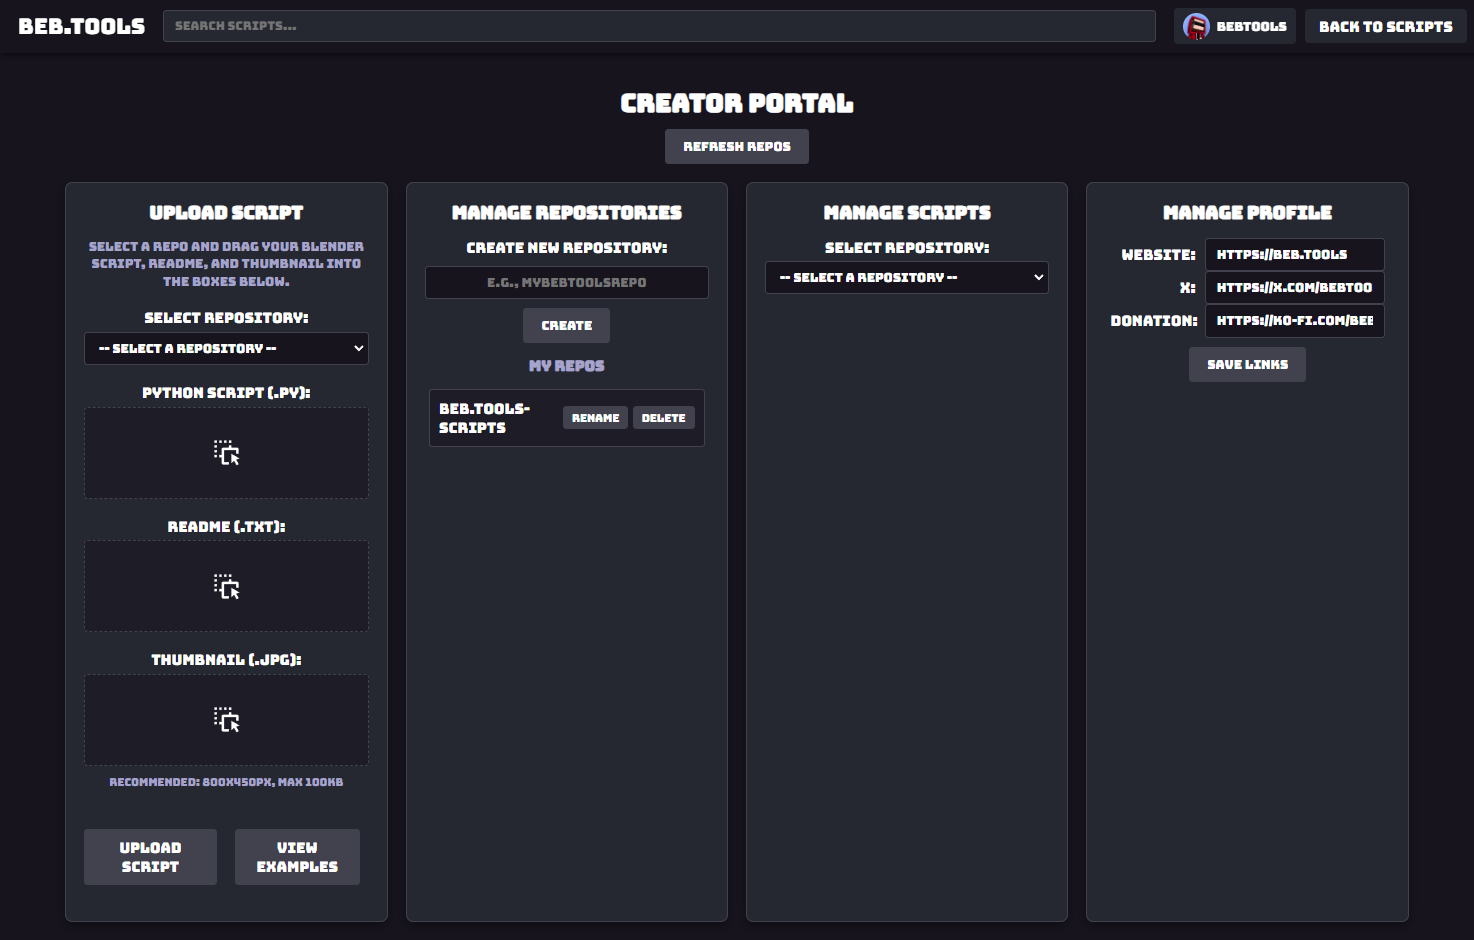 BEB.TOOLS
SEARCH SCRIPTS...
BEBTOOLS
BACK TO SCRIPTS
CREATOR PORTAL
REFRESH REPOS
UPLOAD SCRIPT
SELECT A REPO AND DRAG YOUR BLENDER
SCRIPT, README, AND THUMBNAIL INTO
THE BOXES BELOW.
SELECT REPOSITORY:
-- SELECT A REPOSITORY --
PYTHON SCRIPT (.PY):
README (.TXT):
THUMBNAIL (.JPG):
RECOMMENDED: 800X450PX, MAX 100KB
UPLOAD
SCRIPT
VIEW
EXAMPLES
MANAGE REPOSITORIES
CREATE NEW REPOSITORY:
E.G., MYBEBTOOLSREPO
CREATE
MY REPOS
BEB.TOOLS-
SCRIPTS
RENAME
DELETE
MANAGE SCRIPTS
SELECT REPOSITORY:
-- SELECT A REPOSITORY --
MANAGE PROFILE
WEBSITE:
HTTPS://BEB.TOOLS
X:
HTTPS://X.COM/BEBTOO
DONATION:
HTTPS://KO-FI.COM/BEE
SAVE LINKS